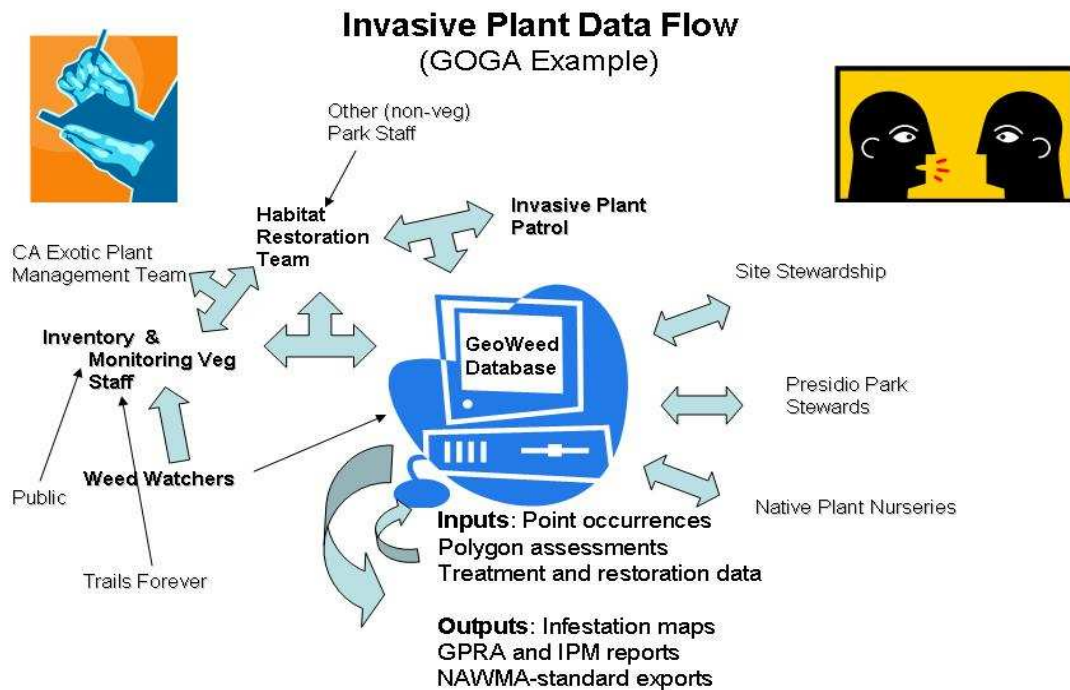 Invasive Plant Data Flow
(GOGA Example)
Other (non-veg)
Park Staff
Habitat
Restoration
Team
Invasive Plant
Patrol
CA Exotic Plant
Management Team
Site Stewardship
Inventory &
Monitoring Veg
Staff
GeoWeed
Database
Presidio Park
Stewards
Weed Watchers
Public
Native Plant Nurseries
Trails Forever
Inputs: Point occurrences
Polygon assessments
Treatment and restoration data
Outputs: Infestation maps
GPRA and IPM reports
NAWMA-standard exports